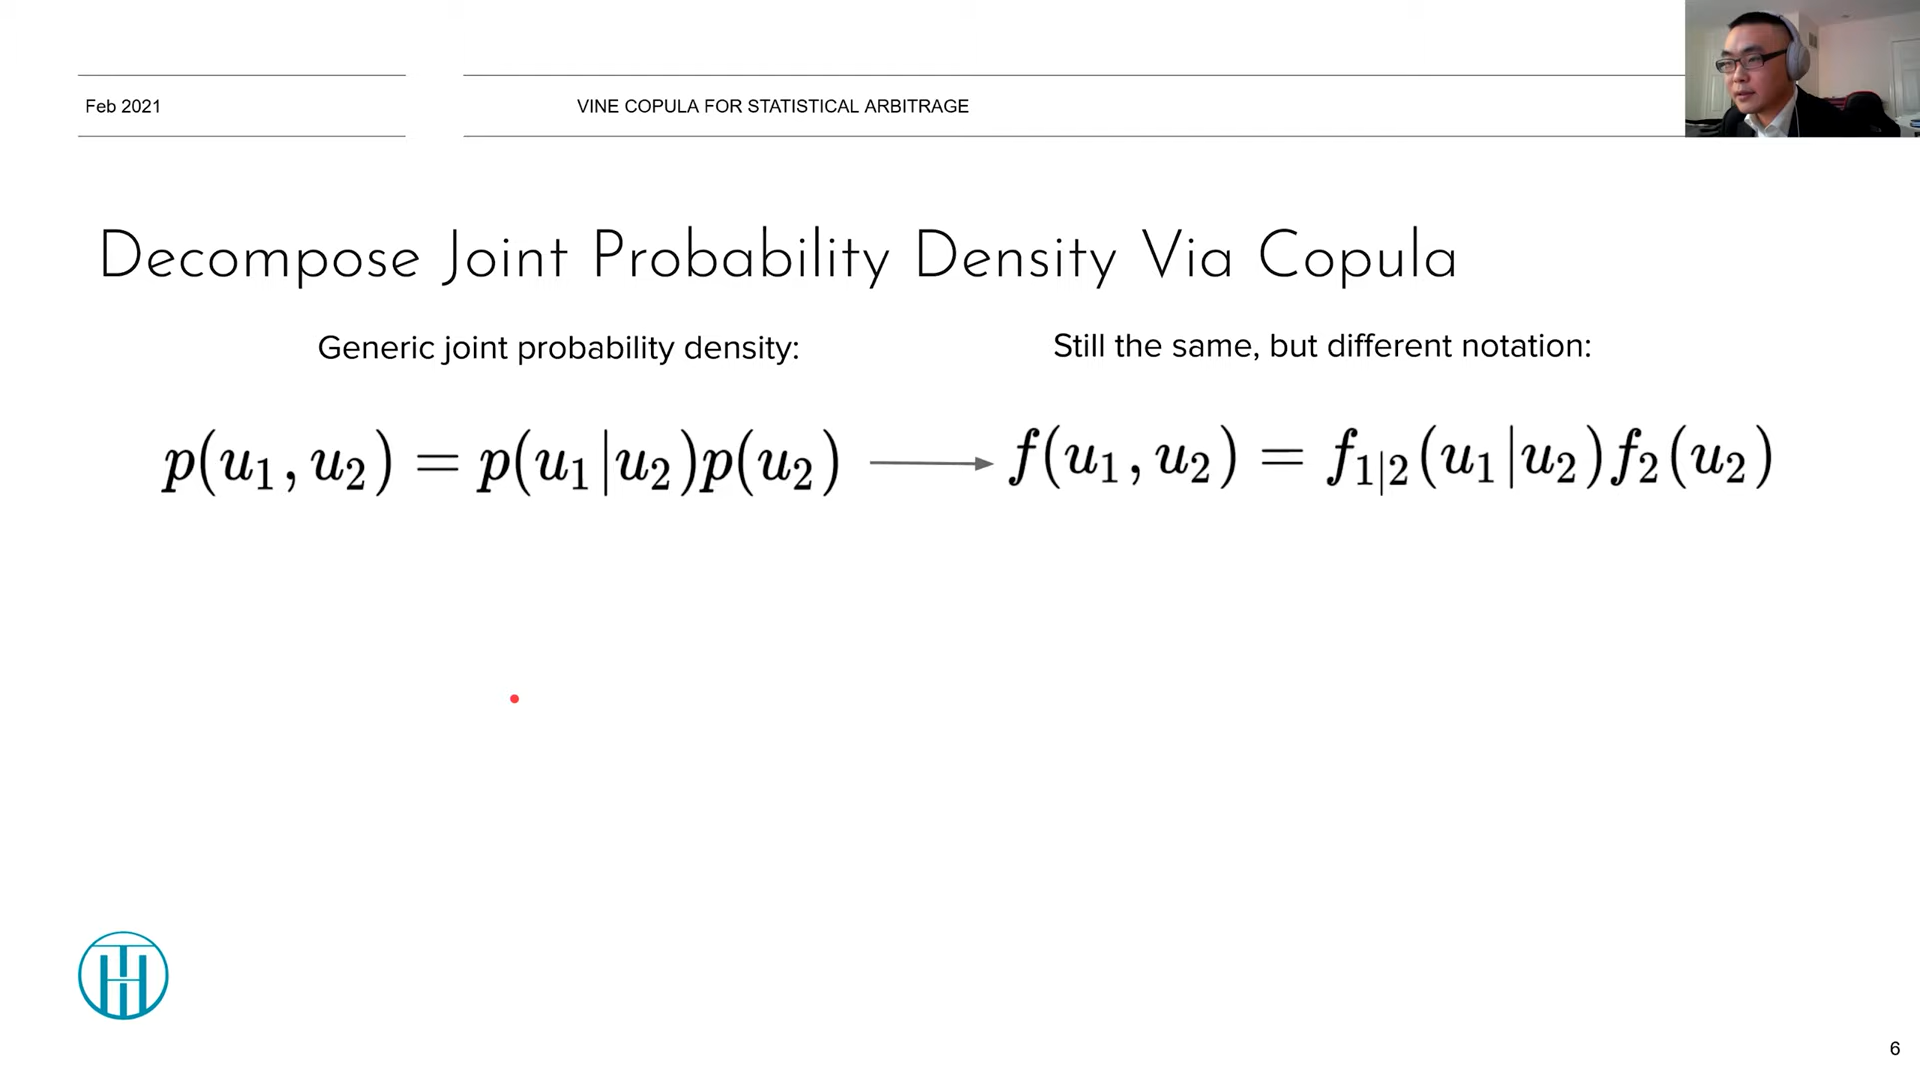 Feb 2021
VINE COPULA FOR STATISTICAL ARBITRAGE
Decompose Joint Probability Density Via Copula
Generic joint probability density:
Still the same, but different notation:
p(u₁, u₂) = p(u₁|u₂)p(u₂)
f(u₁, u₂) = f₁|₂(u₁|u₂)f₂(u₂)
6